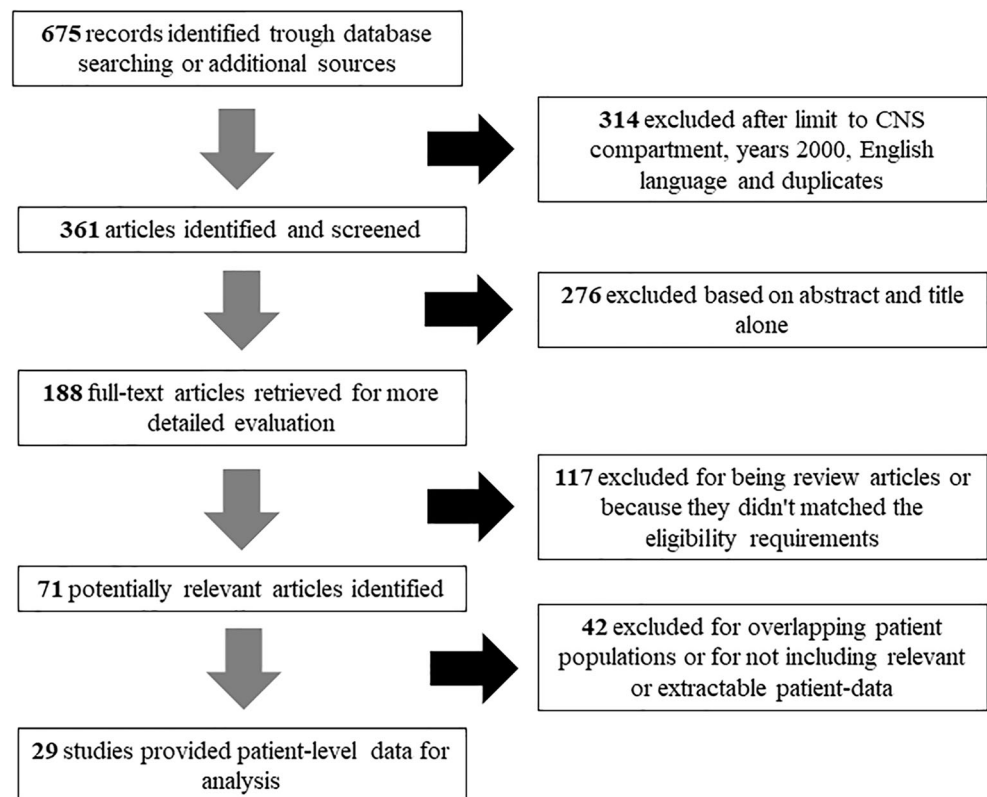 675 records identified trough database
searching or additional sources
314 excluded after limit to CNS
compartment, years 2000, English
language and duplicates
361 articles identified and screened
276 excluded based on abstract and title
alone
188 full-text articles retrieved for more
detailed evaluation
117 excluded for being review articles or
because they didn't matched the
eligibility requirements
71 potentially relevant articles identified
42 excluded for overlapping patient
populations or for not including relevant
or extractable patient-data
29 studies provided patient-level data for
analysis